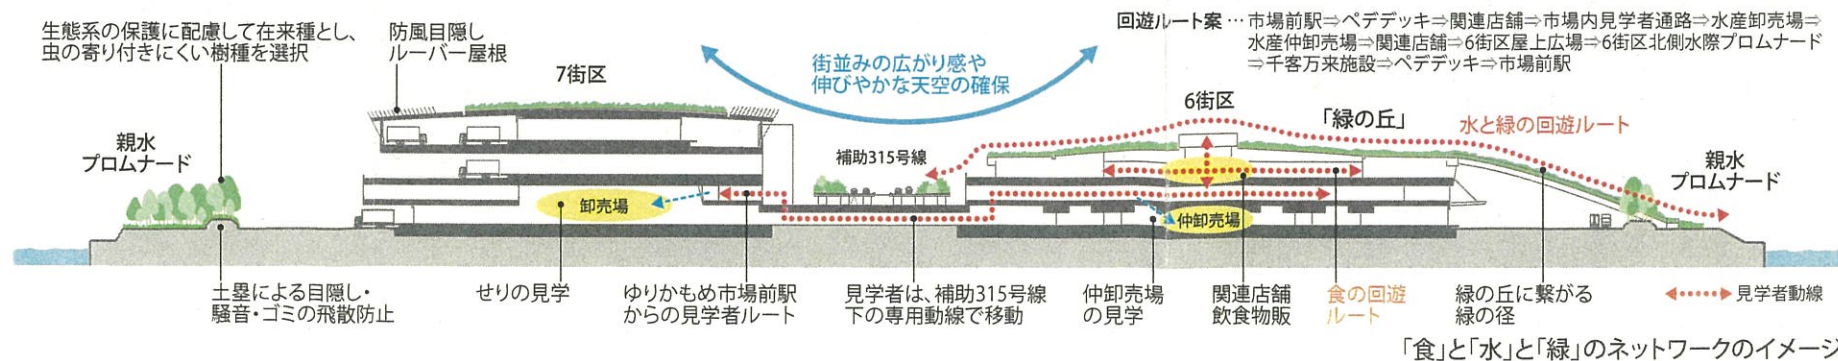 生態系の保護に配慮して在来種とし、
虫の寄り付きにくい樹種を選択
防風目隠し
ルーバー屋根
7街区
街並みの広がり感や
伸びやかな天空の確保
回遊ルート案…市場前駅⇒ペデデッキ⇒関連店舗⇒市場内見学者通路⇒水産卸売場⇒
水産仲卸売場⇒関連店舗⇒6街区屋上広場⇒6街区北側水際プロムナード
⇒千客万来施設⇒ペデデッキ⇒市場前駅
6街区
「緑の丘」
水と緑の回遊ルート
親水
プロムナード
補助315号線
親水
プロムナード
卸売場
仲卸売場
土塁による目隠し・
騒音・ゴミの飛散防止
せりの見学
ゆりかもめ市場前駅
からの見学者ルート
見学者は、補助315号線
下の専用動線で移動
仲卸売場
の見学
関連店舗
飲食物販
食の回遊
ルート
緑の丘に繋がる
緑の径
見学者動線
「食」と「水」と「緑」のネットワークのイメージ